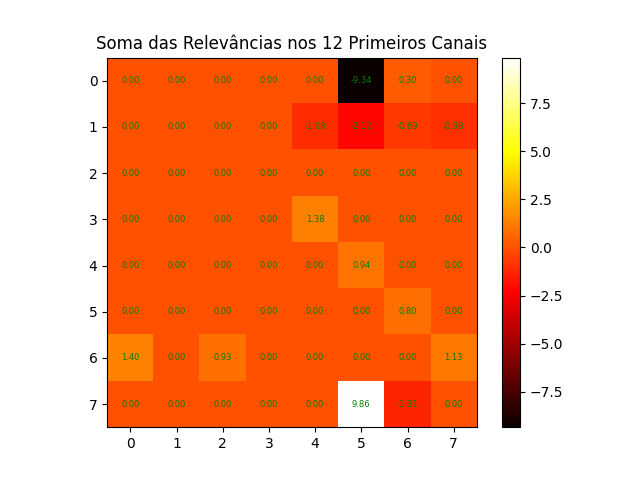 Soma das Relevâncias nos 12 Primeiros Canais
0 0.00 0.00 0.00 0.00 0.00 -9.34 0.30 0.00
1 0.00 0.00 0.00 0.00 -1.08 -0.69 -0.98
2 0.00 0.00 0.00 0.00 0.00 0.00 0.00 0.00
3 0.00 0.00 0.00 0.00 1.38 0.00 0.00 0.00
4 0.00 0.00 0.00 0.00 0.00 0.94 0.00 0.00
5 0.00 0.00 0.00 0.00 0.00 0.00 0.80 0.00
6 1.40 0.00 0.93 0.00 0.00 0.00 0.00 1.13
7 0.00 0.00 0.00 0.00 0.00 9.86 -1.31 0.00
0 1 2 3 4 5 6 7
7.5
5.0
2.5
0.0
−2.5
−5.0
−7.5